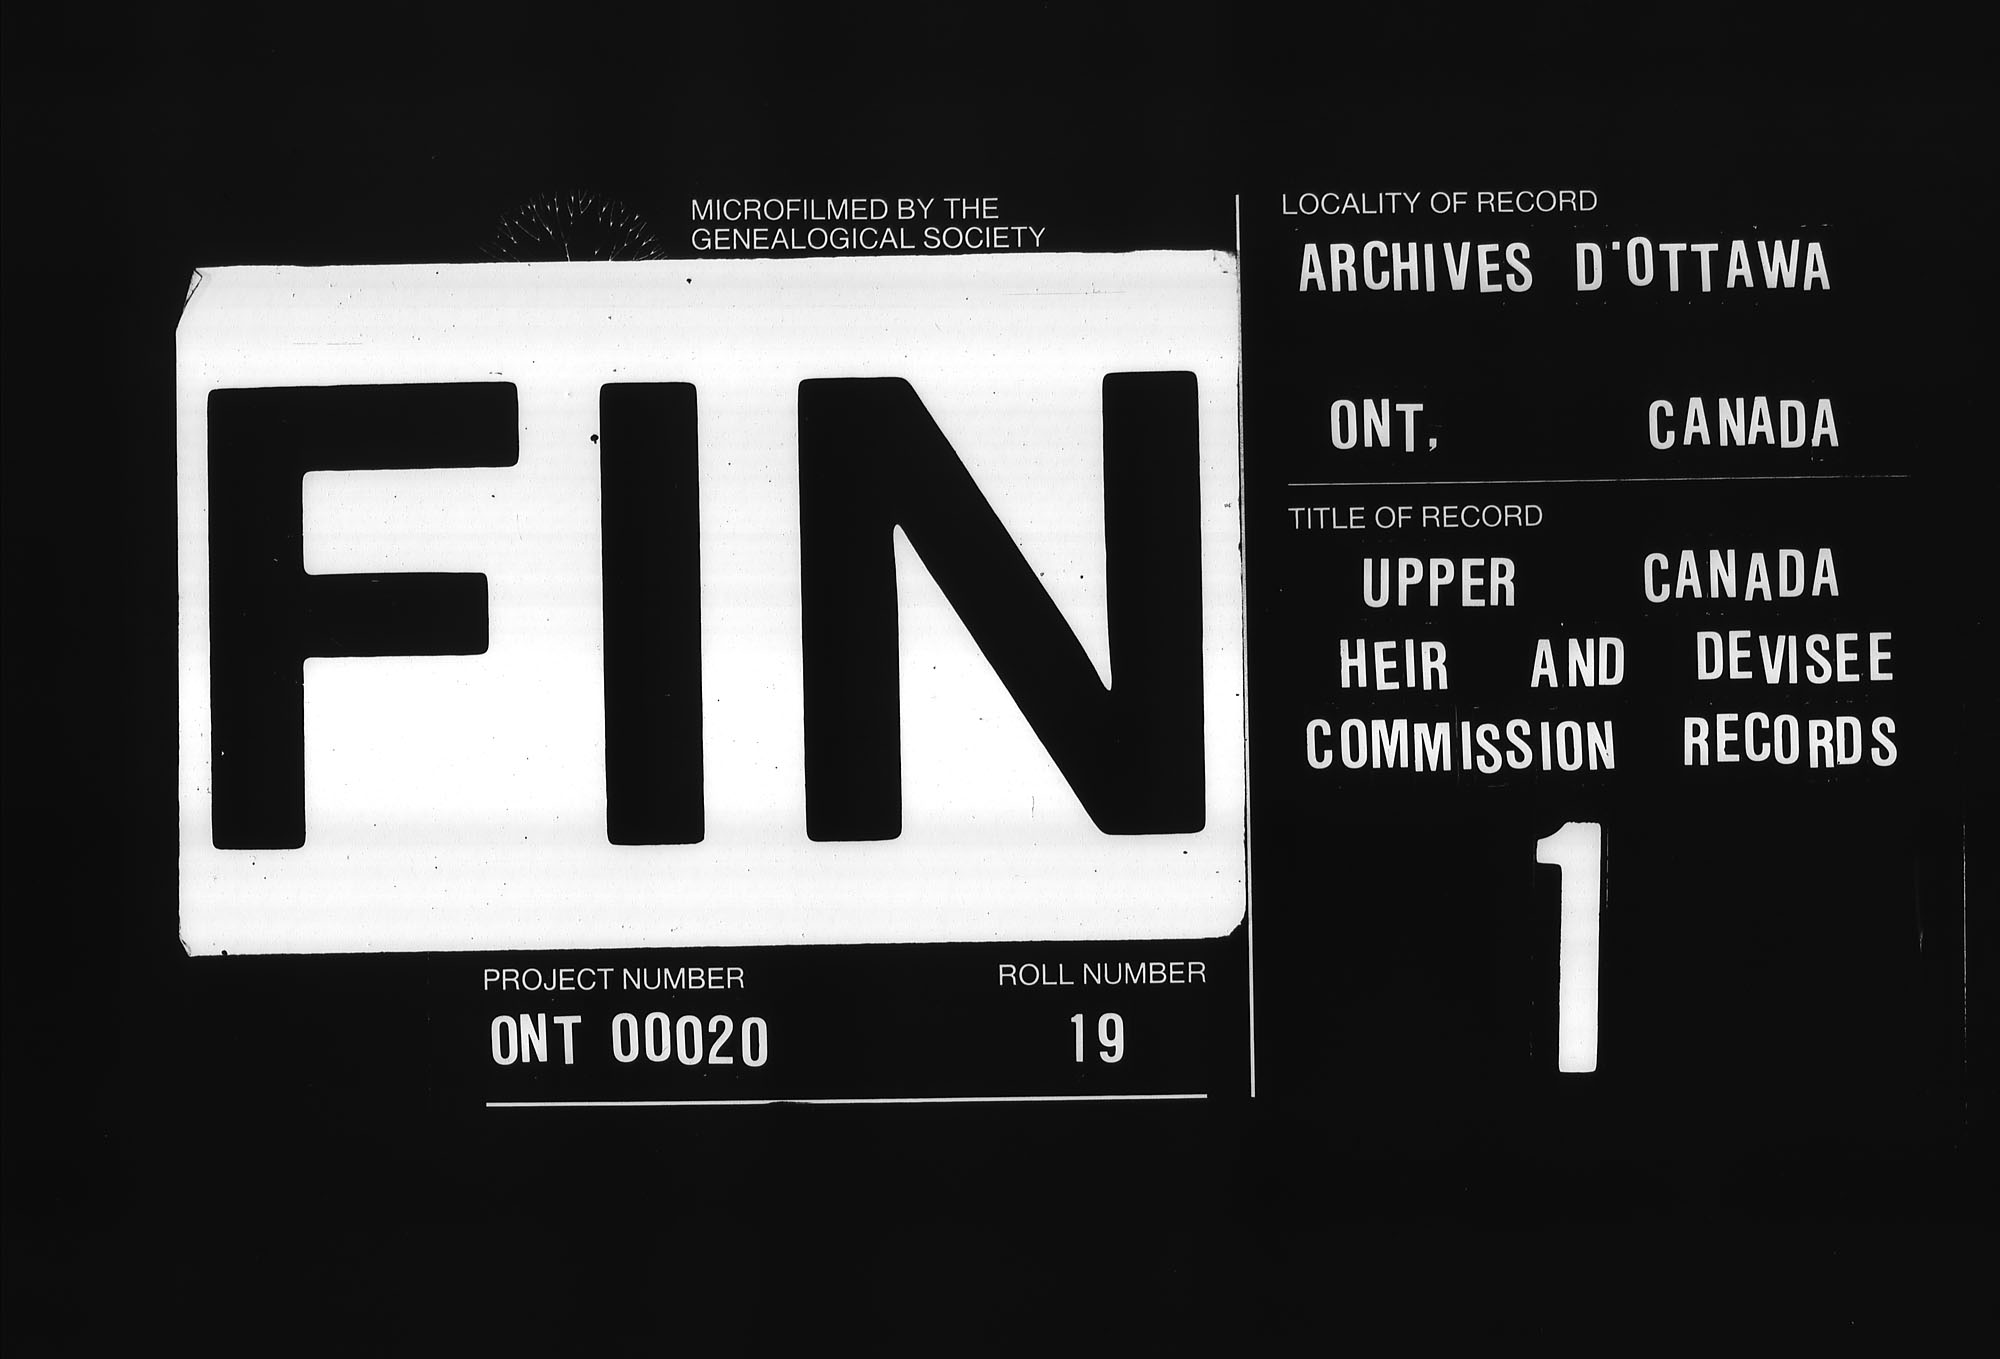 MICROFILMED BY THE
GENEALOGICAL SOCIETY
FIN
PROJECT NUMBER
ONT 00020
ROLL NUMBER
19
LOCALITY OF RECORD
ARCHIVES D'OTTAWA
ONT, CANADA
TITLE OF RECORD
UPPER CANADA
HEIR AND DEVISEE
COMMISSION RECORDS
1